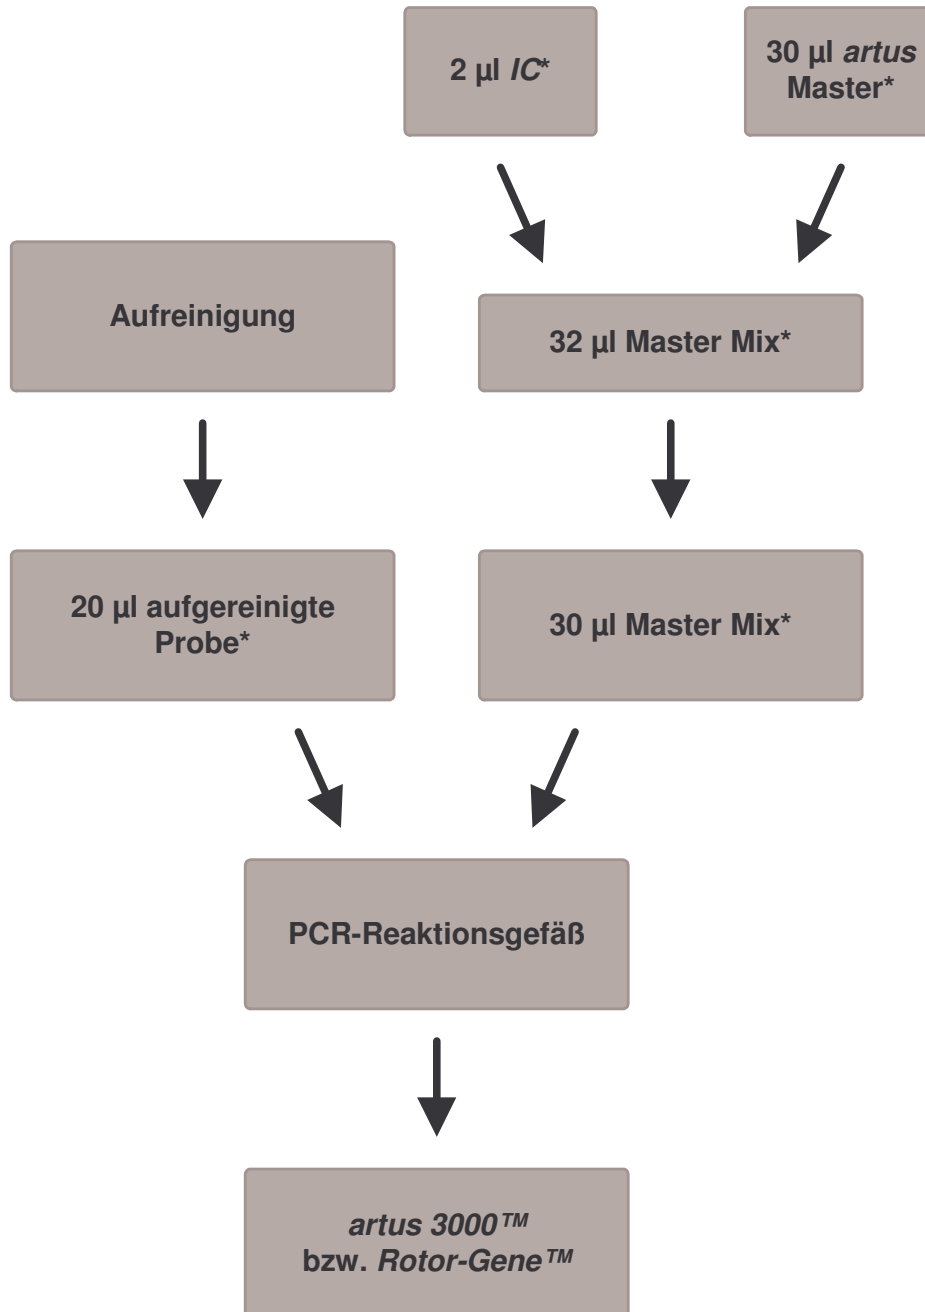 2 µl IC*
30 µl artus
Master*
Aufreinigung
32 µl Master Mix*
20 µl aufgereinigte
Probe*
30 µl Master Mix*
PCR-Reaktionsgefäß
artus 3000™
bzw. Rotor-Gene™